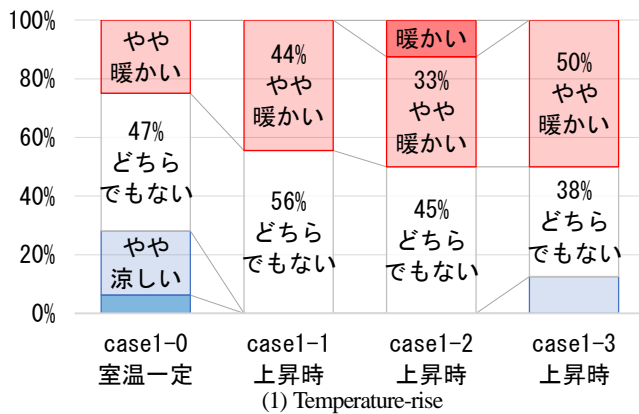 100%
80%
60%
40%
20%
0%
やや
暖かい
47%
どちら
でもない
やや
涼しい
44%
やや
暖かい
56%
どちら
でもない
暖かい
33%
やや
暖かい
45%
どちら
でもない
50%
やや
暖かい
38%
どちら
でもない
case1-0
室温一定
case1-1
上昇時
case1-2
上昇時
case1-3
上昇時
(1) Temperature-rise